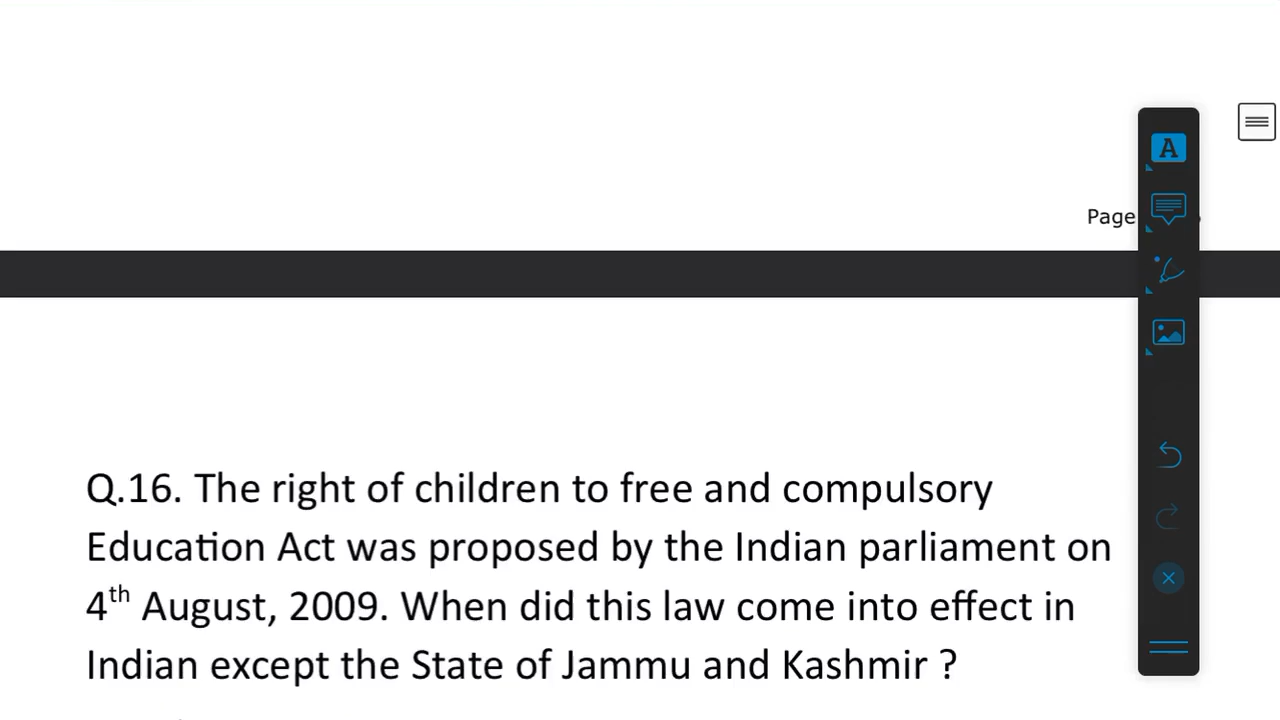 Page
Q.16. The right of children to free and compulsory
Education Act was proposed by the Indian parliament on
4th August, 2009. When did this law come into effect in
Indian except the State of Jammu and Kashmir ?